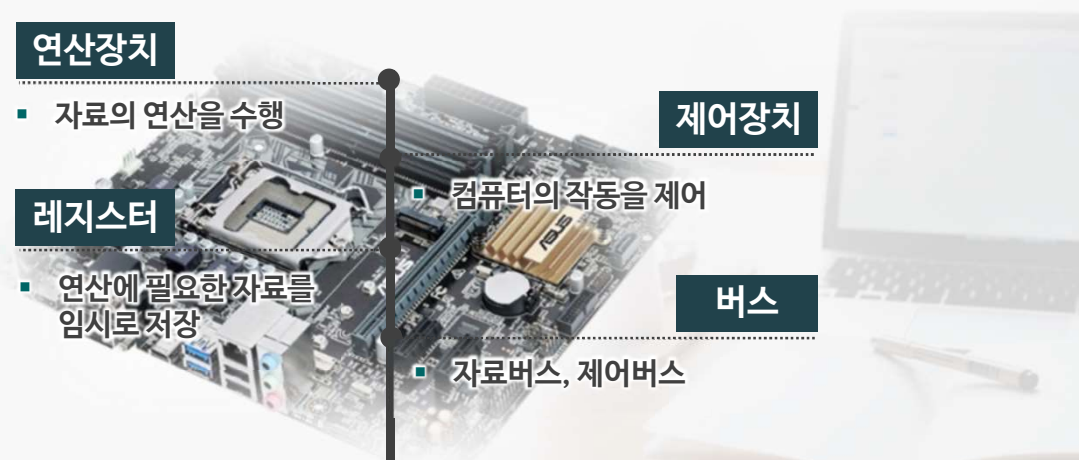 연산장치
▪ 자료의 연산을 수행
제어장치
▪ 컴퓨터의 작동을 제어
레지스터
▪ 연산에 필요한 자료를
임시로 저장
버스
▪ 자료버스, 제어버스
ASUS